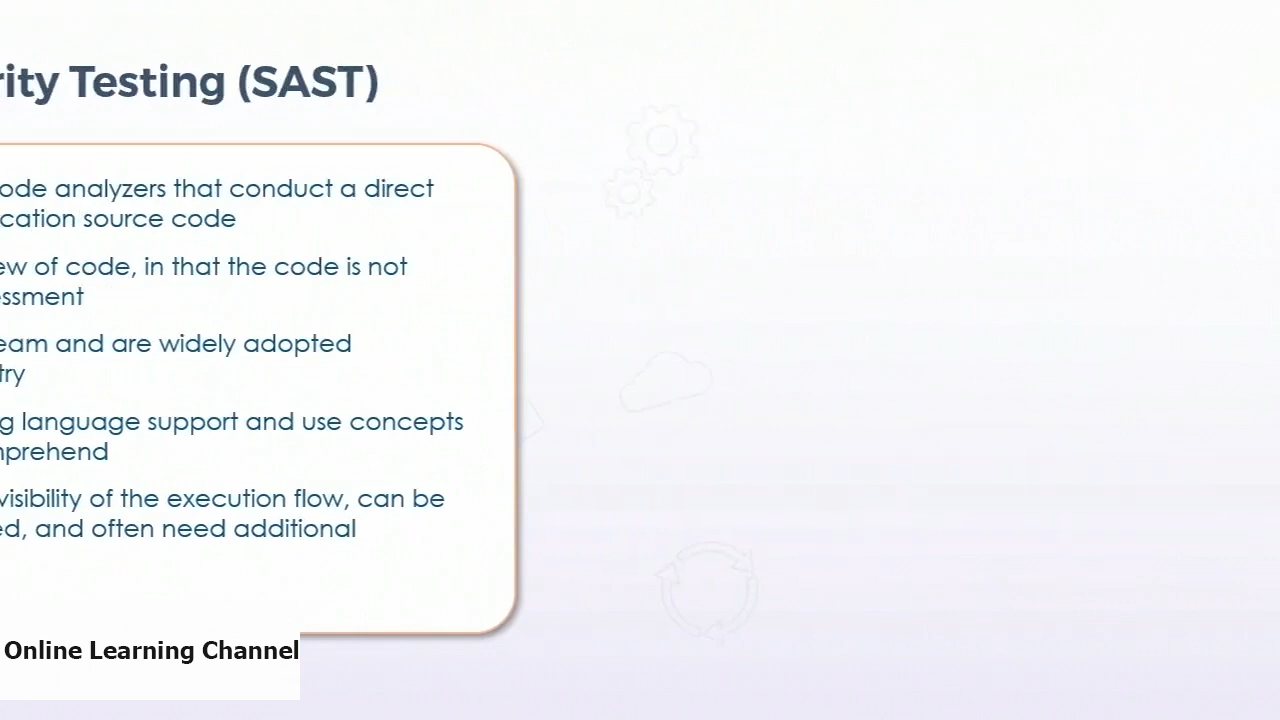 rity Testing (SAST)
ode analyzers that conduct a direct
cation source code
ew of code, in that the code is not
essment
eam and are widely adopted
try
g language support and use concepts
nprehend
visibility of the execution flow, can be
ed, and often need additional
Online Learning Channel